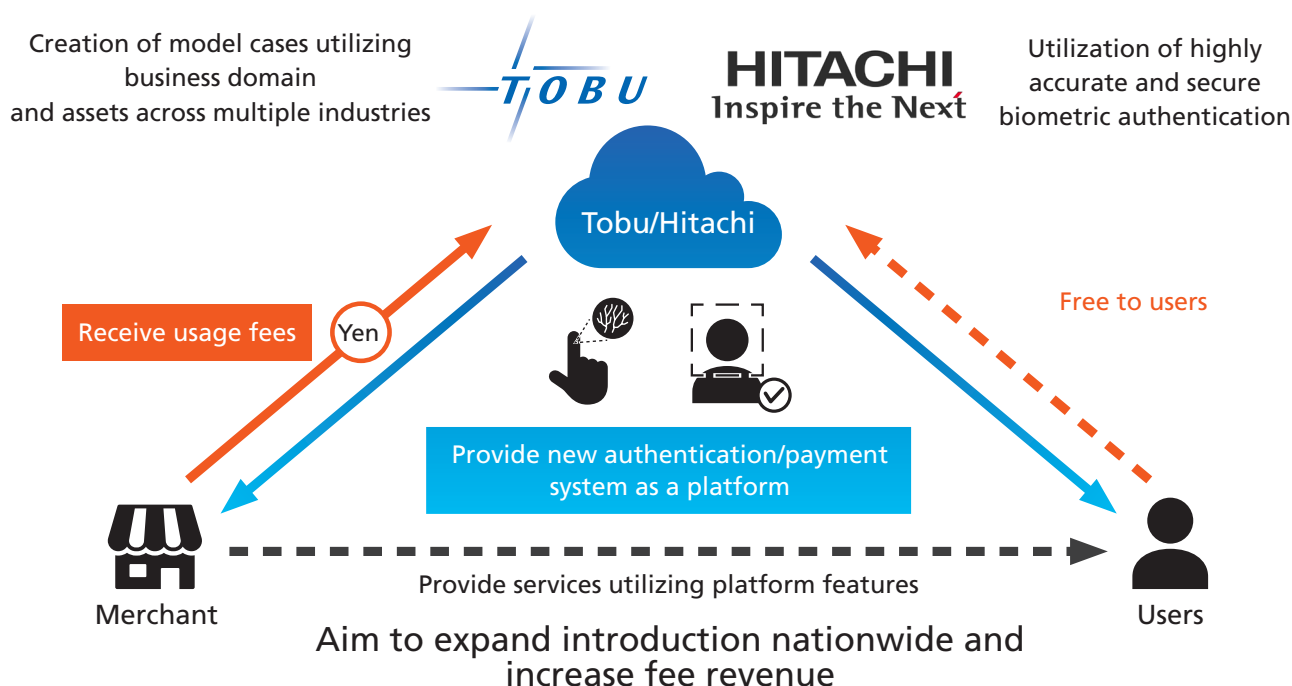 Creation of model cases utilizing
business domain
and assets across multiple industries
TOBU
HITACHI
Inspire the Next
Utilization of highly
accurate and secure
biometric authentication
Tobu/Hitachi
Receive usage fees
Yen
Free to users
Provide new authentication/payment
system as a platform
Merchant
Provide services utilizing platform features
Users
Aim to expand introduction nationwide and
increase fee revenue